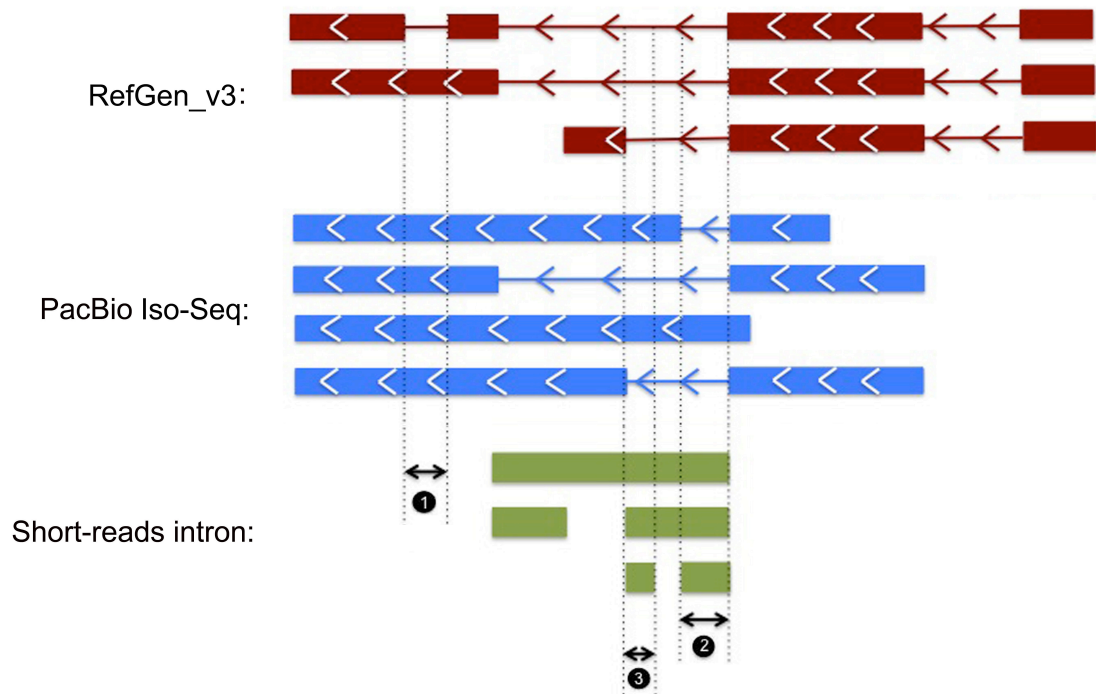 RefGen_v3:
PacBio Iso-Seq:
1
Short-reads intron:
2
3